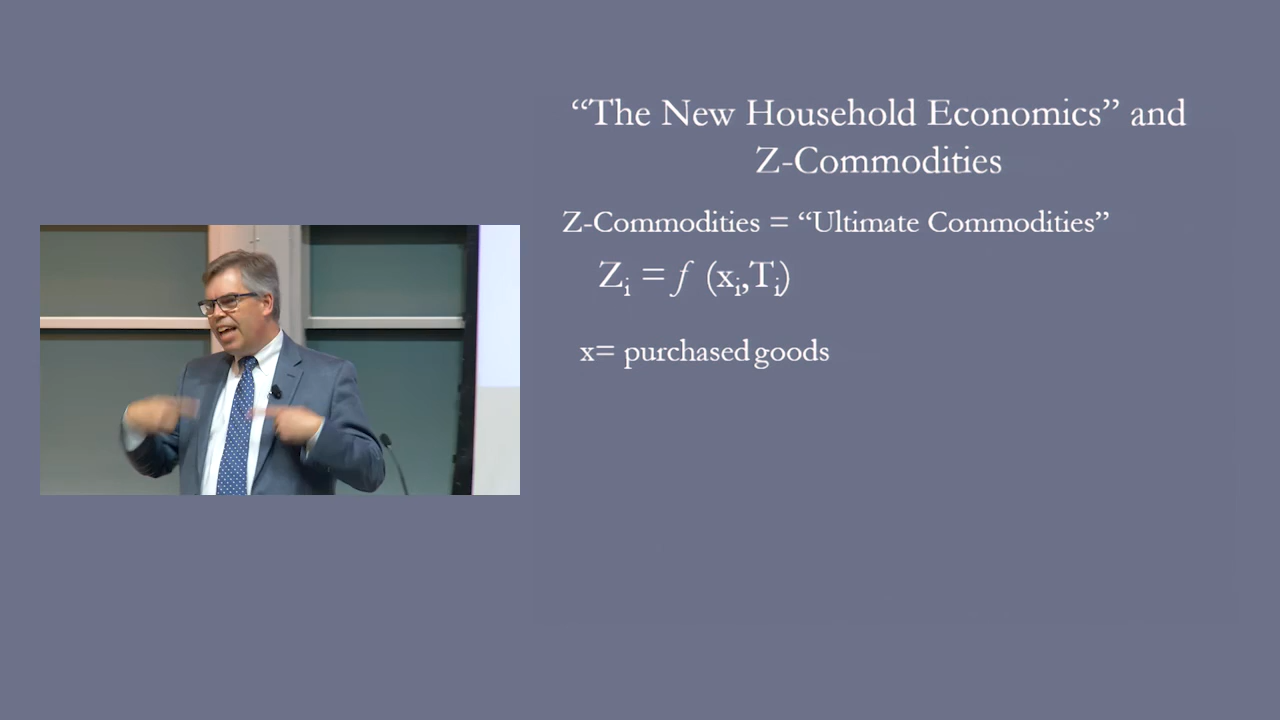 “The New Household Economics” and
Z-Commodities
Z-Commodities = “Ultimate Commodities”
Zᵢ = f (xᵢ,Tᵢ)
x= purchased goods